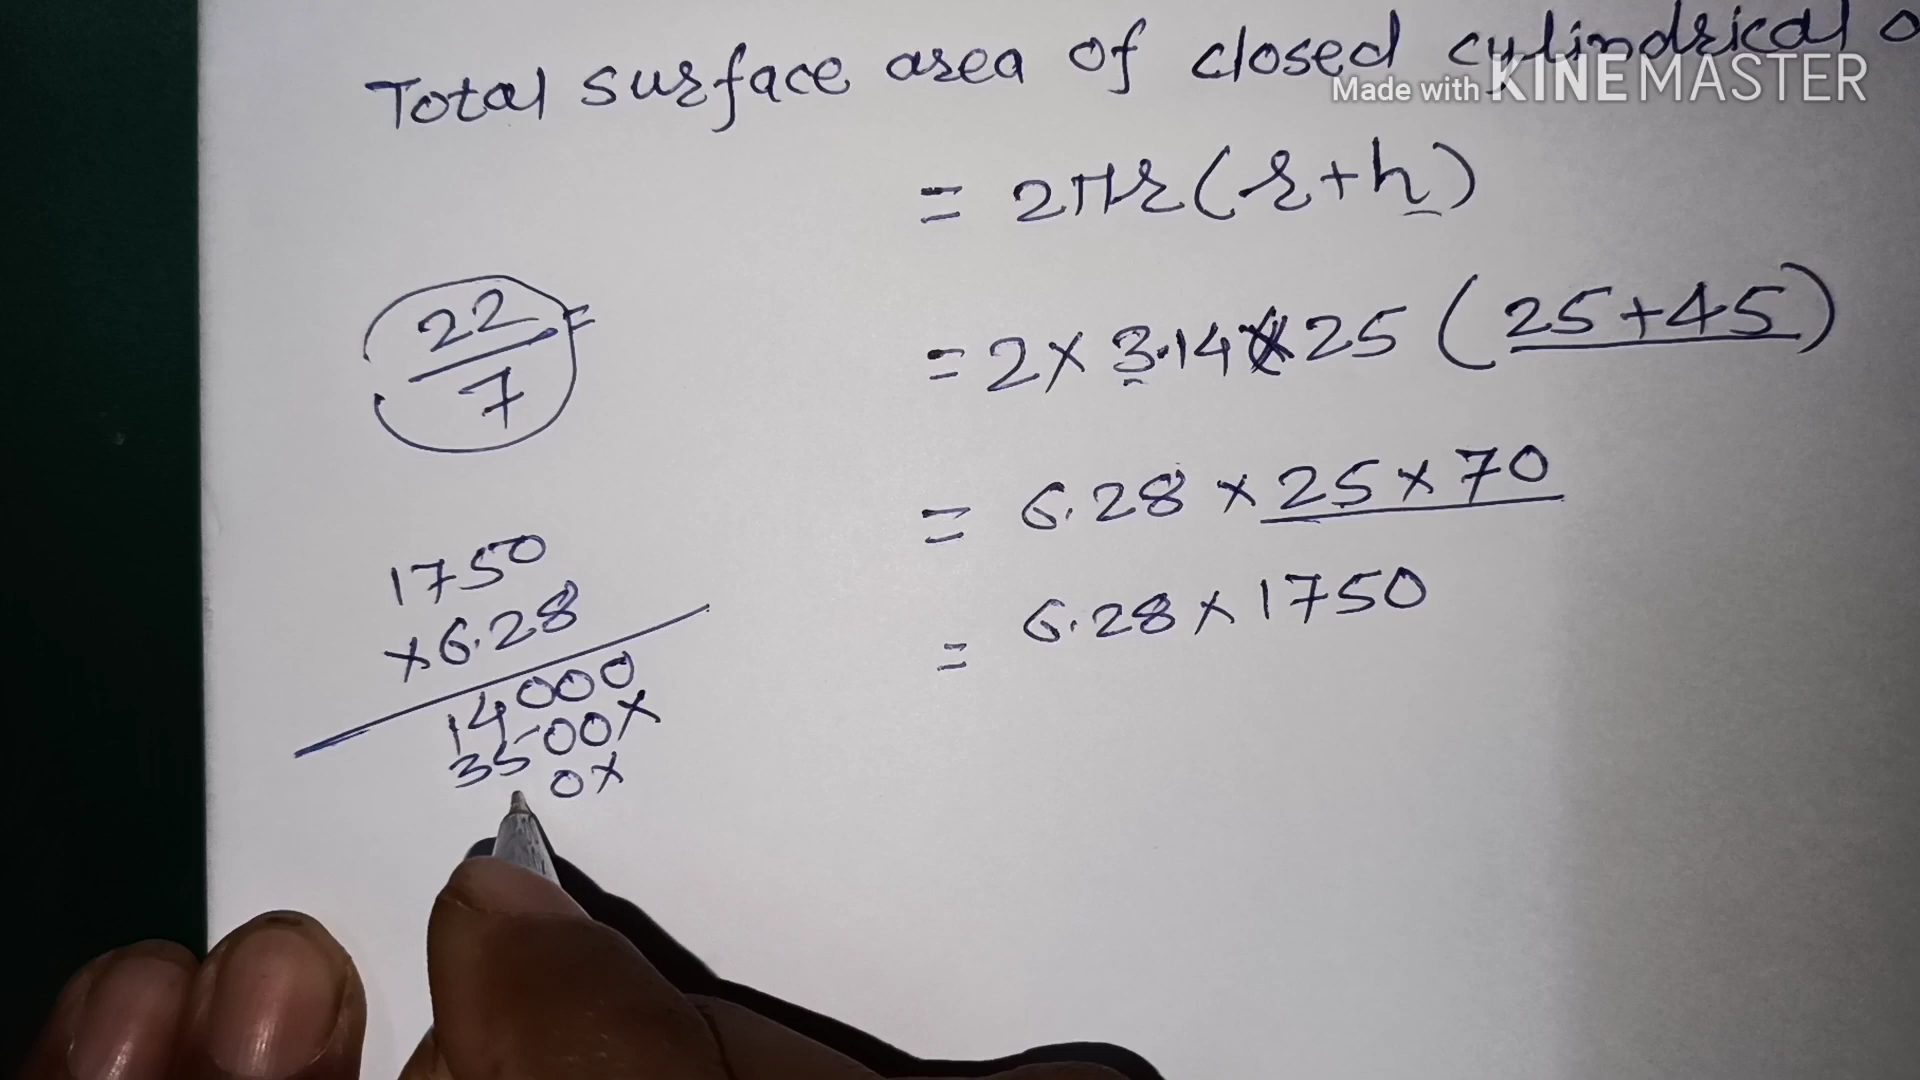 Total surface area of closed cylindrical
Made with KINEMASTER
= 2πr(r+h)
22/7 =
= 2 × 3.14 × 25 (25+45)
= 6.28 × 25 × 70
= 6.28 × 1750
1750
×6.28
14000
3500×
0×